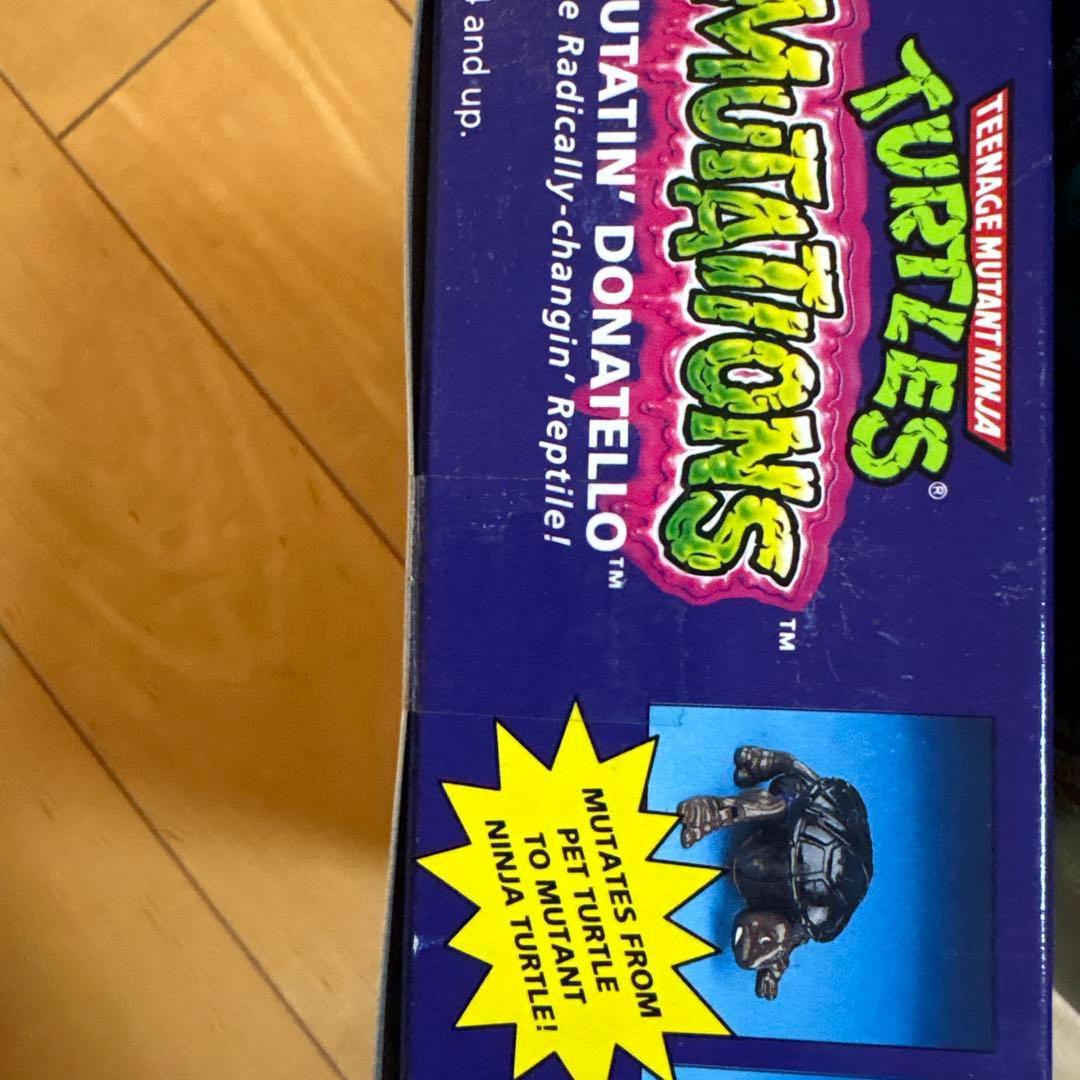 TEENAGE MUTANT NINJA
TURTLES®
MUTATIONS™
UTATIN' DONATELLO™
e Radically-changin' Reptile!
and up.
MUTATES FROM
PET TURTLE
TO MUTANT
NINJA TURTLE!